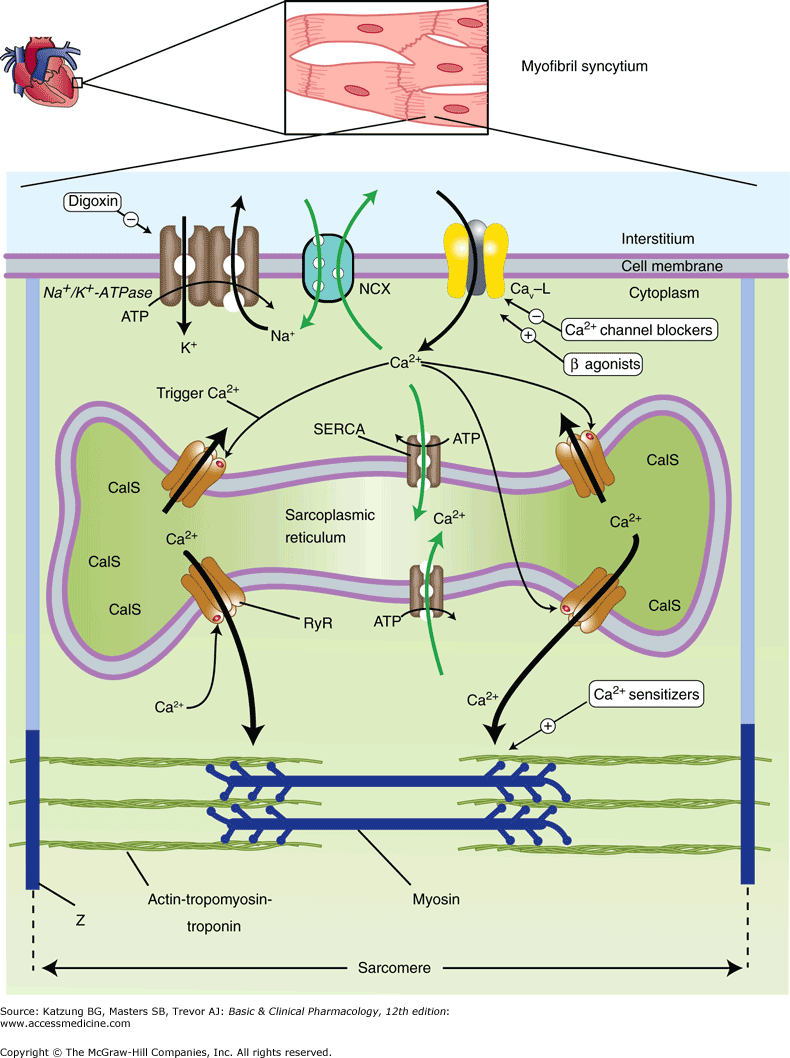 Myofibril syncytium
Digoxin
−
Interstitium
Cell membrane
Cytoplasm
Na⁺/K⁺-ATPase
ATP
K⁺
Na⁺
NCX
Caᵥ–L
−
Ca²⁺ channel blockers
+
β agonists
Ca²⁺
Trigger Ca²⁺
SERCA
ATP
CalS
CalS
Sarcoplasmic
reticulum
Ca²⁺
Ca²⁺
Ca²⁺
CalS
CalS
CalS
RyR
ATP
Ca²⁺
Ca²⁺
Ca²⁺ sensitizers
+
Actin-tropomyosin-
troponin
Myosin
Z
Sarcomere
Source: Katzung BG, Masters SB, Trevor AJ: Basic & Clinical Pharmacology, 12th edition:
www.accessmedicine.com
Copyright © The McGraw-Hill Companies, Inc. All rights reserved.